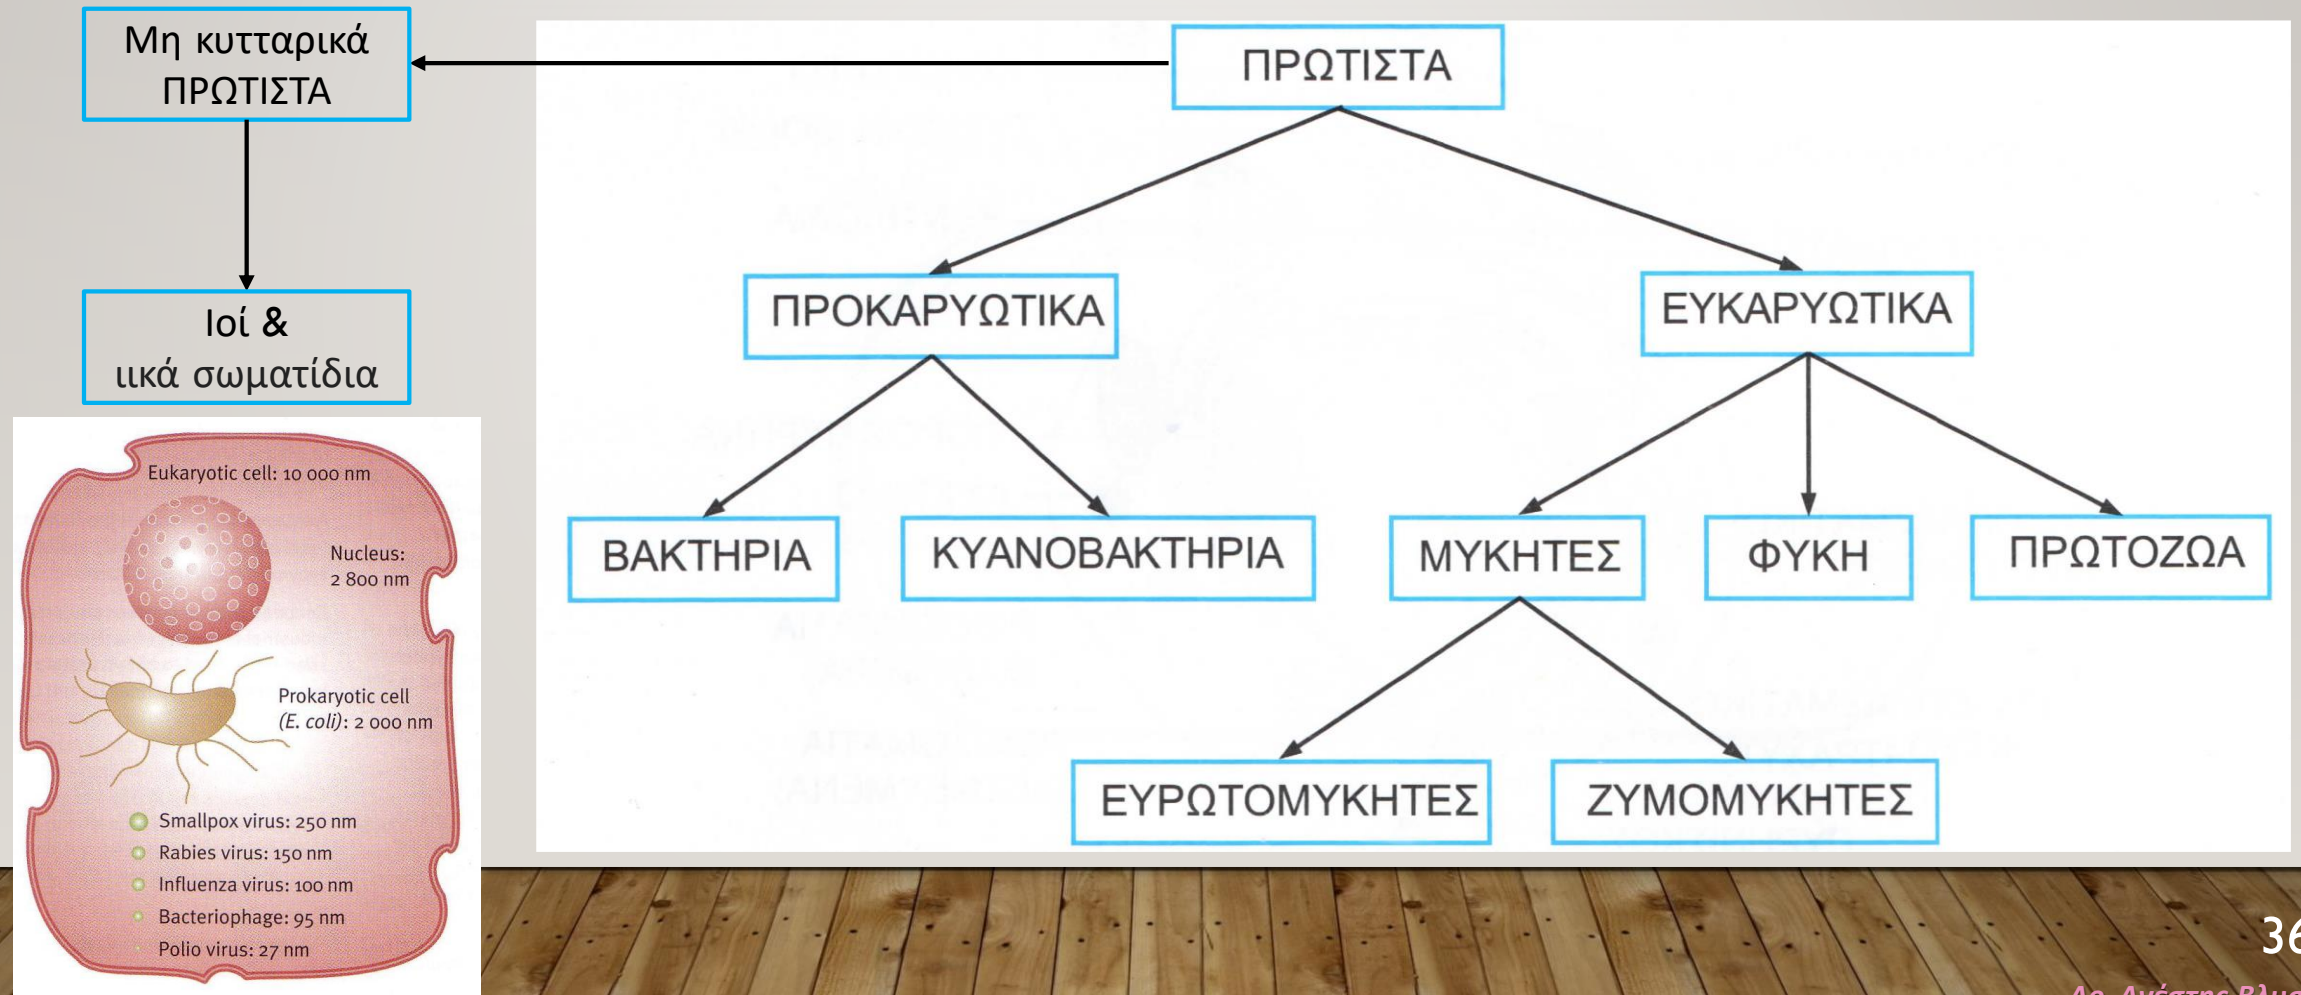 Μη κυτταρικά
ΠΡΩΤΙΣΤΑ
ΠΡΩΤΙΣΤΑ
Ιοί &
ιικά σωματίδια
ΠΡΟΚΑΡΥΩΤΙΚΑ
ΕΥΚΑΡΥΩΤΙΚΑ
ΒΑΚΤΗΡΙΑ
ΚΥΑΝΟΒΑΚΤΗΡΙΑ
ΜΥΚΗΤΕΣ
ΦΥΚΗ
ΠΡΩΤΟΖΩΑ
ΕΥΡΩΤΟΜΥΚΗΤΕΣ
ΖΥΜΟΜΥΚΗΤΕΣ
Eukaryotic cell: 10 000 nm
Nucleus:
2 800 nm
Prokaryotic cell
(E. coli): 2 000 nm
Smallpox virus: 250 nm
Rabies virus: 150 nm
Influenza virus: 100 nm
Bacteriophage: 95 nm
Polio virus: 27 nm
36